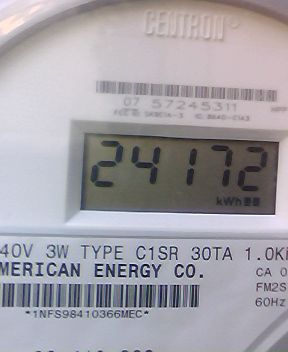 CENTRON®
07 57245311
24172
kWh
40V 3W TYPE C1SR 30TA 1.0K
MERICAN ENERGY CO.
CA 0
FM2S
60Hz
*1NFS98410366MEC*